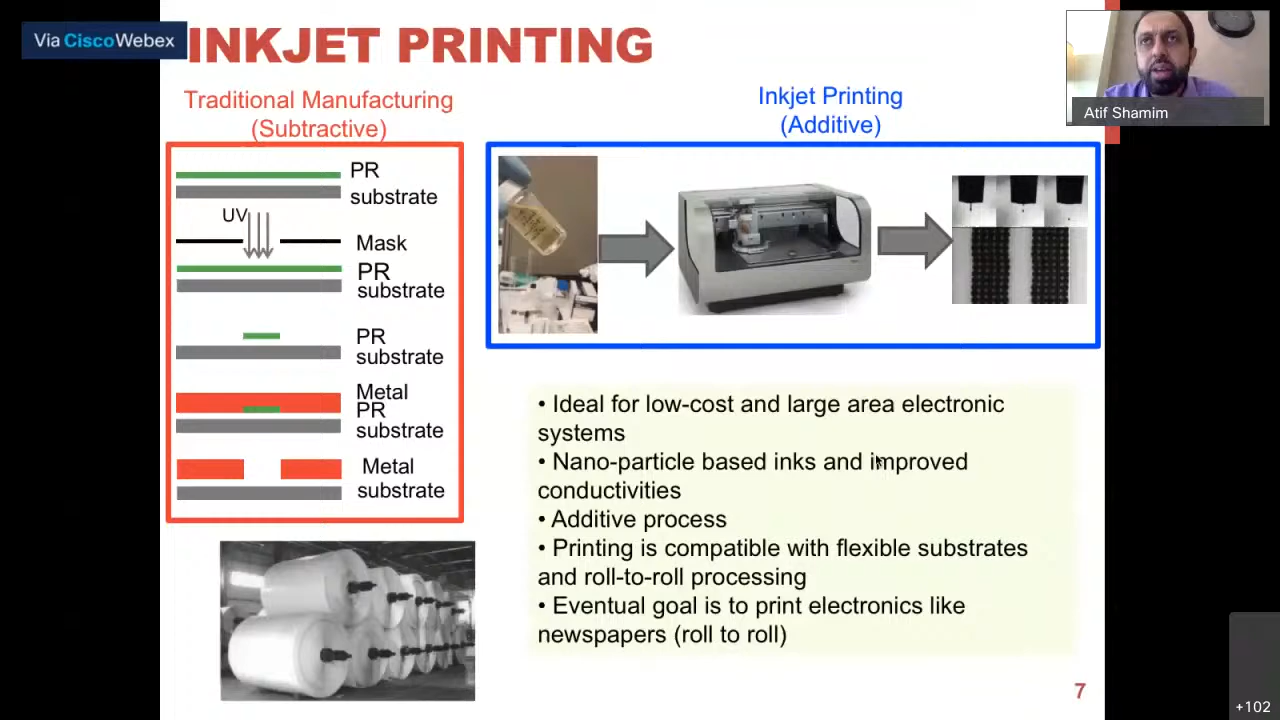 Via Cisco Webex
INKJET PRINTING
Atif Shamim
Traditional Manufacturing
(Subtractive)
PR
substrate
UV
Mask
PR
substrate
PR
substrate
Metal
PR
substrate
Metal
substrate
Inkjet Printing
(Additive)
• Ideal for low-cost and large area electronic
systems
• Nano-particle based inks and improved
conductivities
• Additive process
• Printing is compatible with flexible substrates
and roll-to-roll processing
• Eventual goal is to print electronics like
newspapers (roll to roll)
7
+102